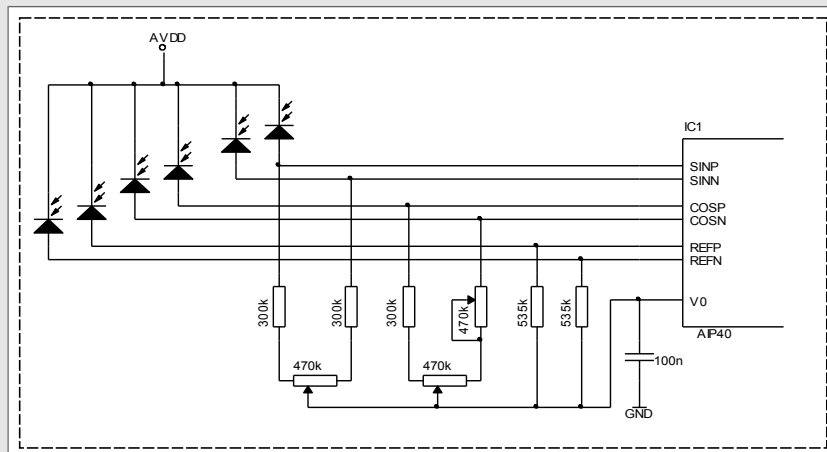 AVDD
IC1
SINP
SINN
COSP
COSN
REFP
REFN
V0
300k
300k
300k
470k
535k
535k
AIP40
470k
470k
100n
GND